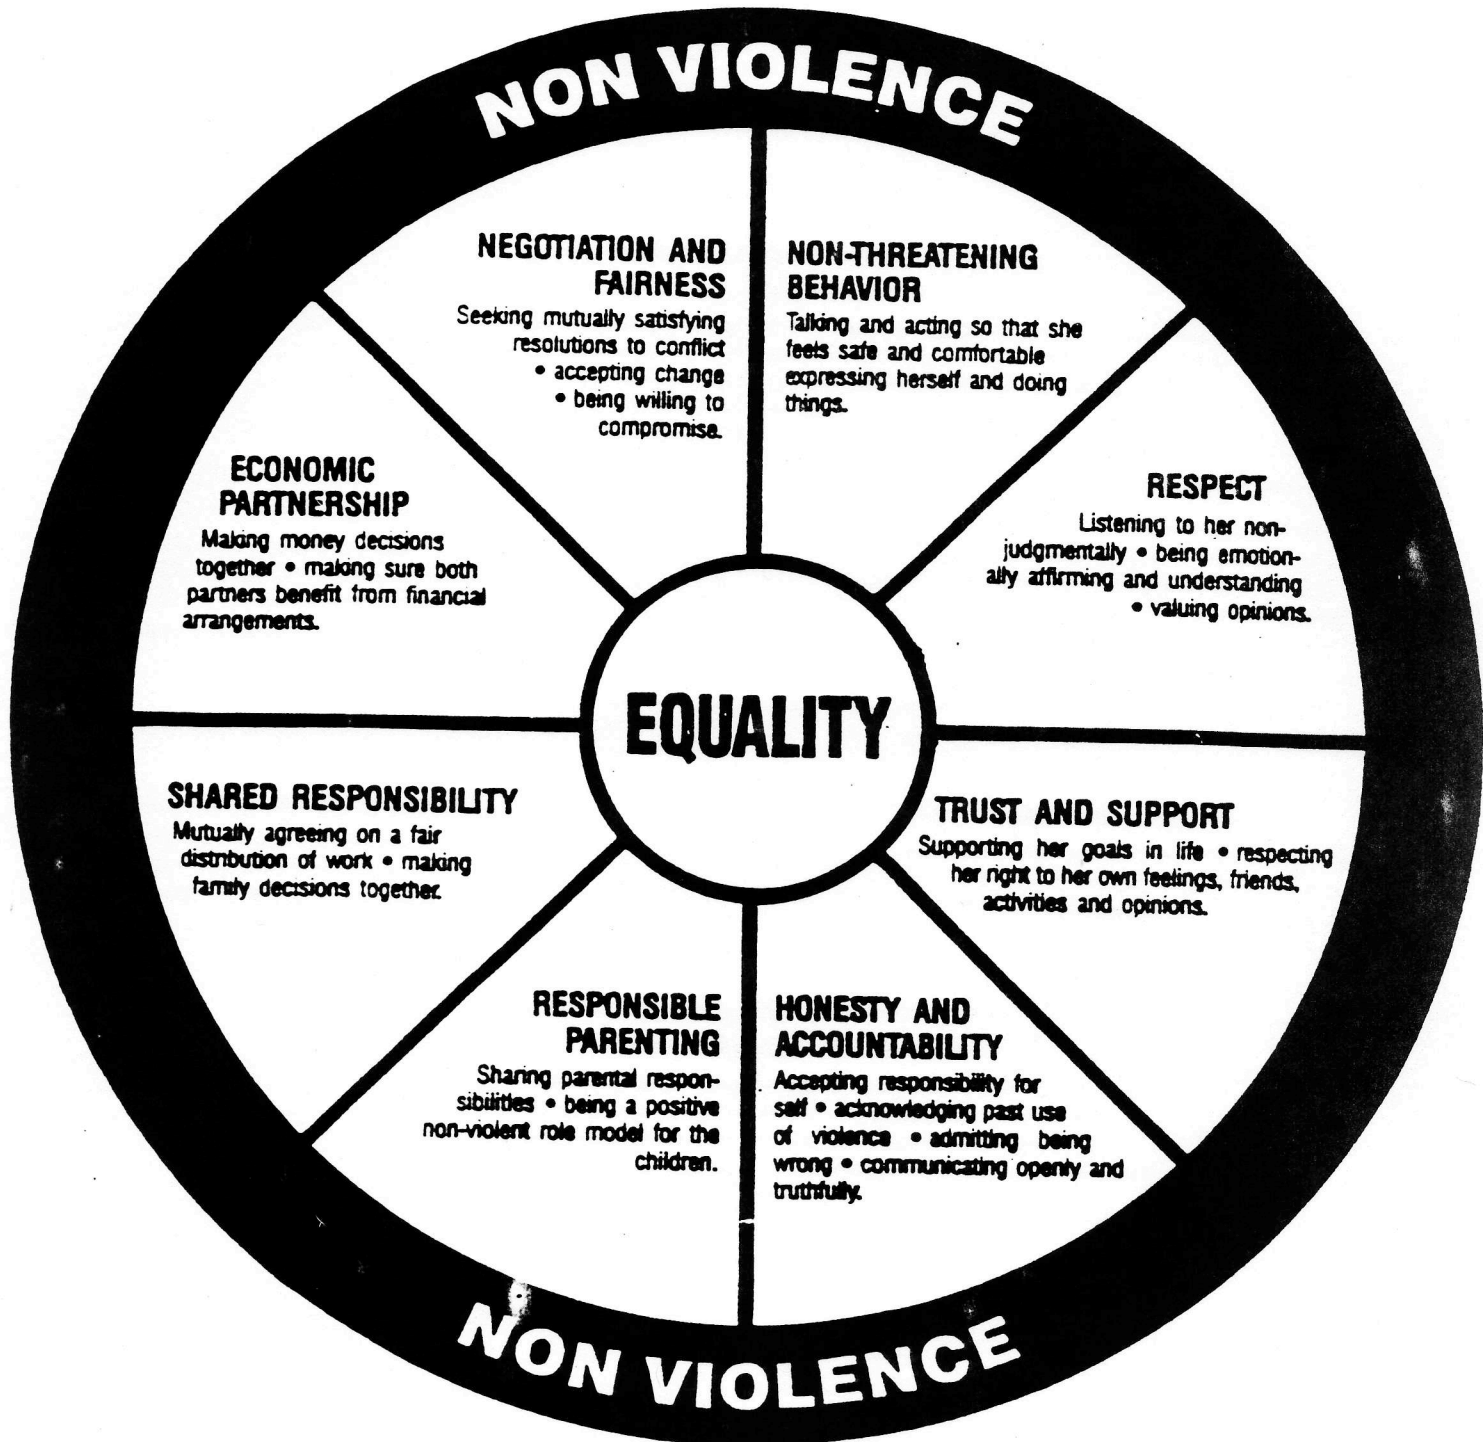 NON VIOLENCE
NEGOTIATION AND
FAIRNESS
Seeking mutually satisfying
resolutions to conflict
• accepting change
• being willing to
compromise.
NON-THREATENING
BEHAVIOR
Talking and acting so that she
feels safe and comfortable
expressing herself and doing
things.
ECONOMIC
PARTNERSHIP
Making money decisions
together • making sure both
partners benefit from financial
arrangements.
RESPECT
Listening to her non-
judgmentally • being emotion-
ally affirming and understanding
• valuing opinions.
EQUALITY
SHARED RESPONSIBILITY
Mutually agreeing on a fair
distribution of work • making
family decisions together.
TRUST AND SUPPORT
Supporting her goals in life • respecting
her right to her own feelings, friends,
activities and opinions.
RESPONSIBLE
PARENTING
Sharing parental respon-
sibilities • being a positive
non-violent role model for the
children.
HONESTY AND
ACCOUNTABILITY
Accepting responsibility for
self • acknowledging past use
of violence • admitting being
wrong • communicating openly and
truthfully.
NON VIOLENCE